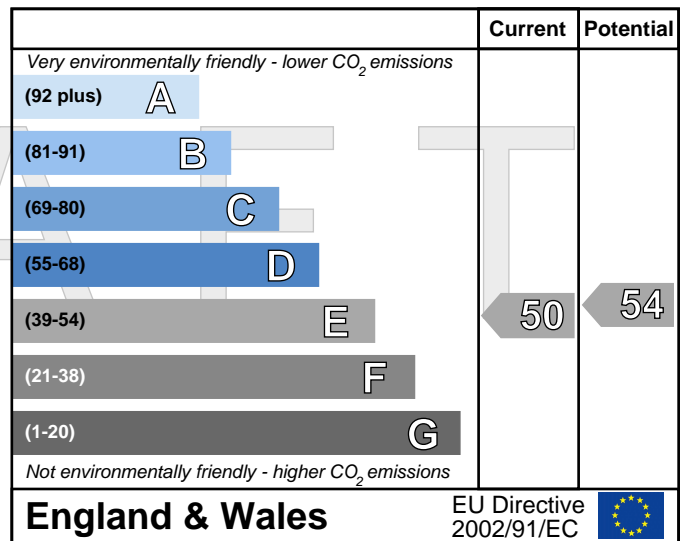 Current Potential
Very environmentally friendly - lower CO2 emissions
(92 plus) A
(81-91) B
(69-80) C
(55-68) D
(39-54) E 50 54
(21-38) F
(1-20) G
Not environmentally friendly - higher CO2 emissions
England & Wales
EU Directive
2002/91/EC